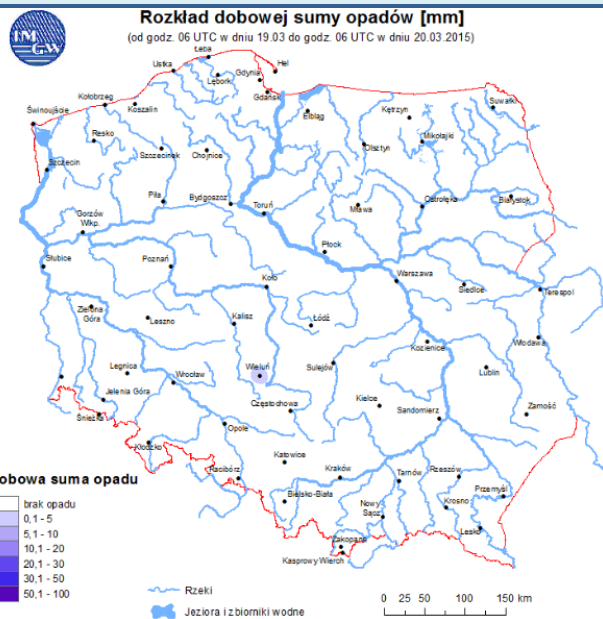 Rozkład dobowej sumy opadów [mm]
(od godz. 06 UTC w dniu 19.03 do godz. 06 UTC w dniu 20.03.2015)
IM
GW
Łeba
Hel
Ustka
Gdynia
Lębork
Gdańsk
Suwałki
Kołobrzeg
Koszalin
Elbląg
Kętrzyn
Świnoujście
Resko
Mikołajki
Szczecinek
Chojnice
Olsztyn
Szczecin
Piła
Bydgoszcz
Toruń
Mława
Ostrołęka
Białystok
Gorzów
Wlkp.
Płock
Słubice
Poznań
Koło
Warszawa
Siedlce
Terespol
Zielona
Góra
Leszno
Kalisz
Łódź
Kozienice
Włodawa
Legnica
Wrocław
Wieluń
Sulejów
Lublin
Jelenia Góra
Częstochowa
Kielce
Sandomierz
Zamość
Śnieżka
Opole
Kłodzko
Katowice
Racibórz
Kraków
Tarnów
Rzeszów
Przemyśl
Bielsko-Biała
Nowy
Sącz
Krosno
Lesko
Zakopane
Kasprowy Wierch
obowa suma opadu
brak opadu
0,1 - 5
5,1 - 10
10,1 - 20
20,1 - 30
30,1 - 50
50,1 - 100
Rzeki
Jeziora i zbiorniki wodne
0 25 50 100 150 km